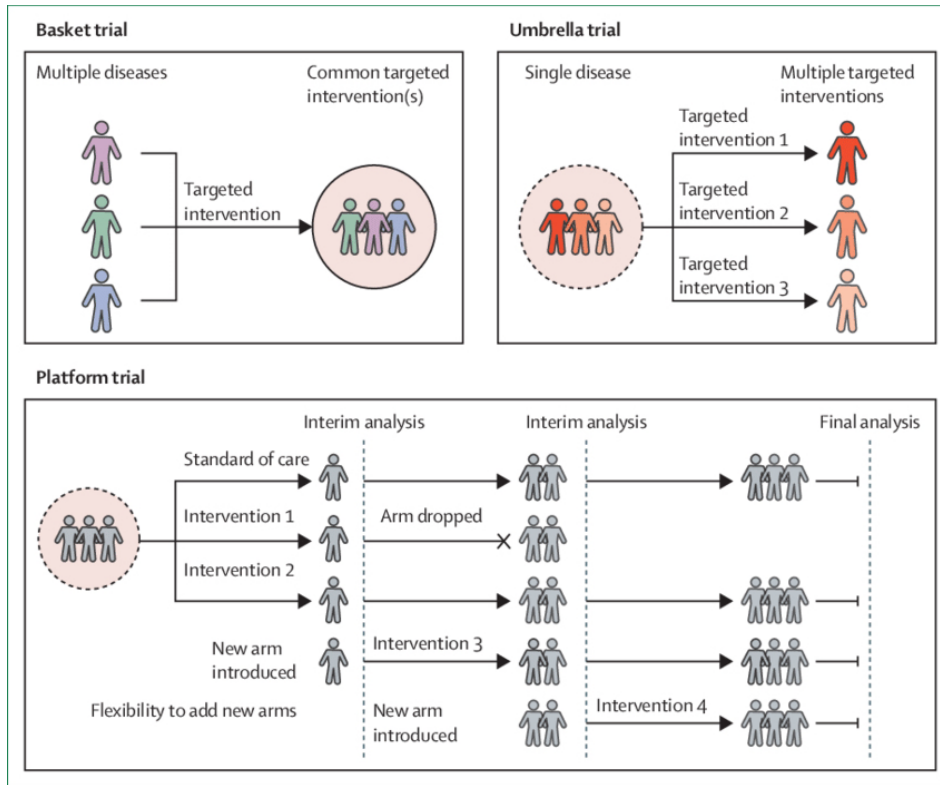 Basket trial
Multiple diseases
Common targeted
intervention(s)
Targeted
intervention
Umbrella trial
Single disease
Multiple targeted
interventions
Targeted
intervention 1
Targeted
intervention 2
Targeted
intervention 3
Platform trial
Interim analysis
Interim analysis
Final analysis
Standard of care
Intervention 1
Arm dropped
Intervention 2
New arm
introduced
Intervention 3
Flexibility to add new arms
New arm
introduced
Intervention 4